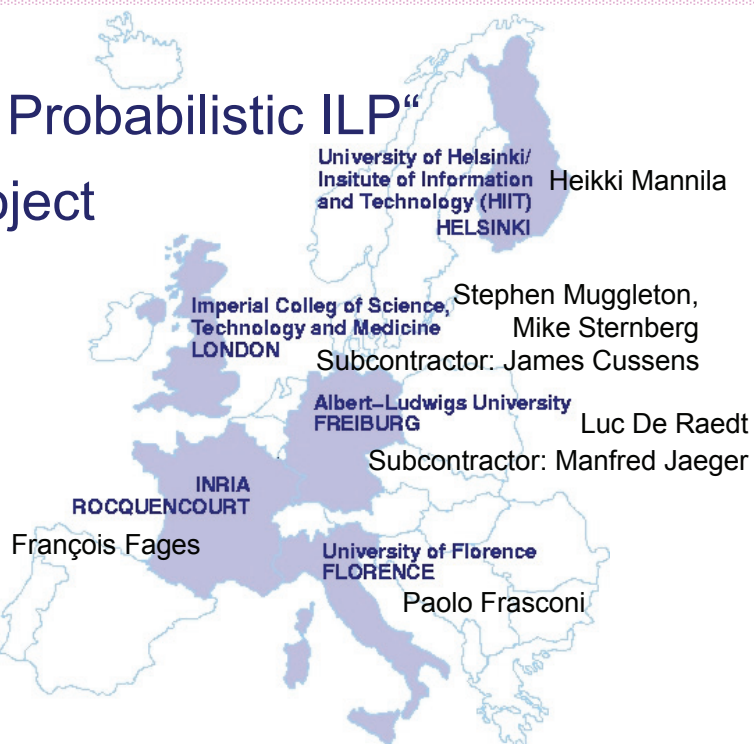 Probabilistic ILP“
oject
University of Helsinki/
Insitute of Information
and Technology (HIIT)
HELSINKI
Heikki Mannila
Imperial Colleg of Science,
Technology and Medicine
LONDON
Stephen Muggleton,
Mike Sternberg
Subcontractor: James Cussens
Albert–Ludwigs University
FREIBURG
Luc De Raedt
Subcontractor: Manfred Jaeger
INRIA
ROCQUENCOURT
François Fages
University of Florence
FLORENCE
Paolo Frasconi